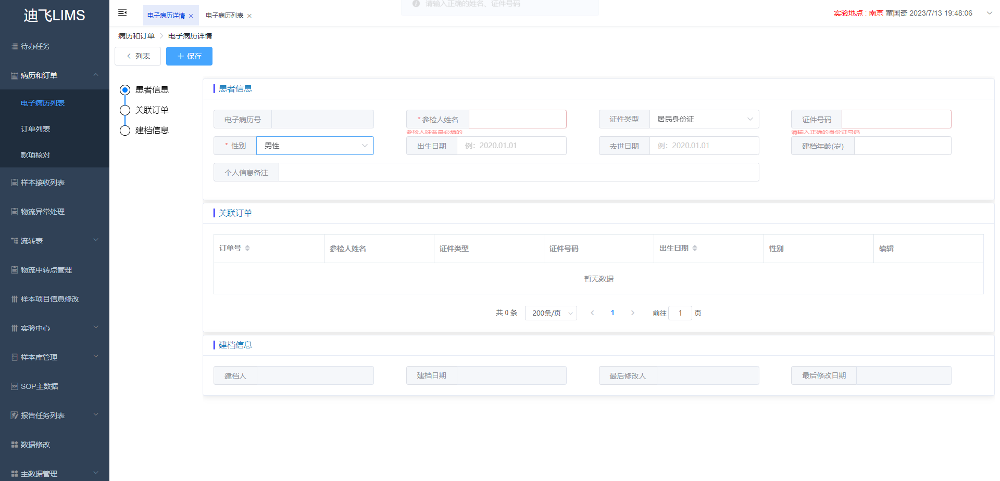 迪飞LIMS
电子病历详情
电子病历列表
请输入正确的姓名、证件号码
实验地点 : 南京 董国奇 2023/7/13 19:48:06
病历和订单 > 电子病历详情
列表
保存
待办任务
病历和订单
电子病历列表
订单列表
款项核对
样本接收列表
物流异常处理
流转表
物流中转点管理
样本项目信息修改
实验中心
样本库管理
SOP主数据
报告任务列表
数据修改
主数据管理
患者信息
关联订单
建档信息
患者信息
电子病历号
* 参检人姓名
证件类型 居民身份证
证件号码
参检人姓名是必填的
请输入正确的身份证号码
* 性别 男性
出生日期 例：2020.01.01
去世日期 例：2020.01.01
建档年龄(岁)
个人信息备注
关联订单
订单号 参检人姓名 证件类型 证件号码 出生日期 性别 编辑
暂无数据
共 0 条 200条/页 < 1 > 前往 1 页
建档信息
建档人
建档日期
最后修改人
最后修改日期